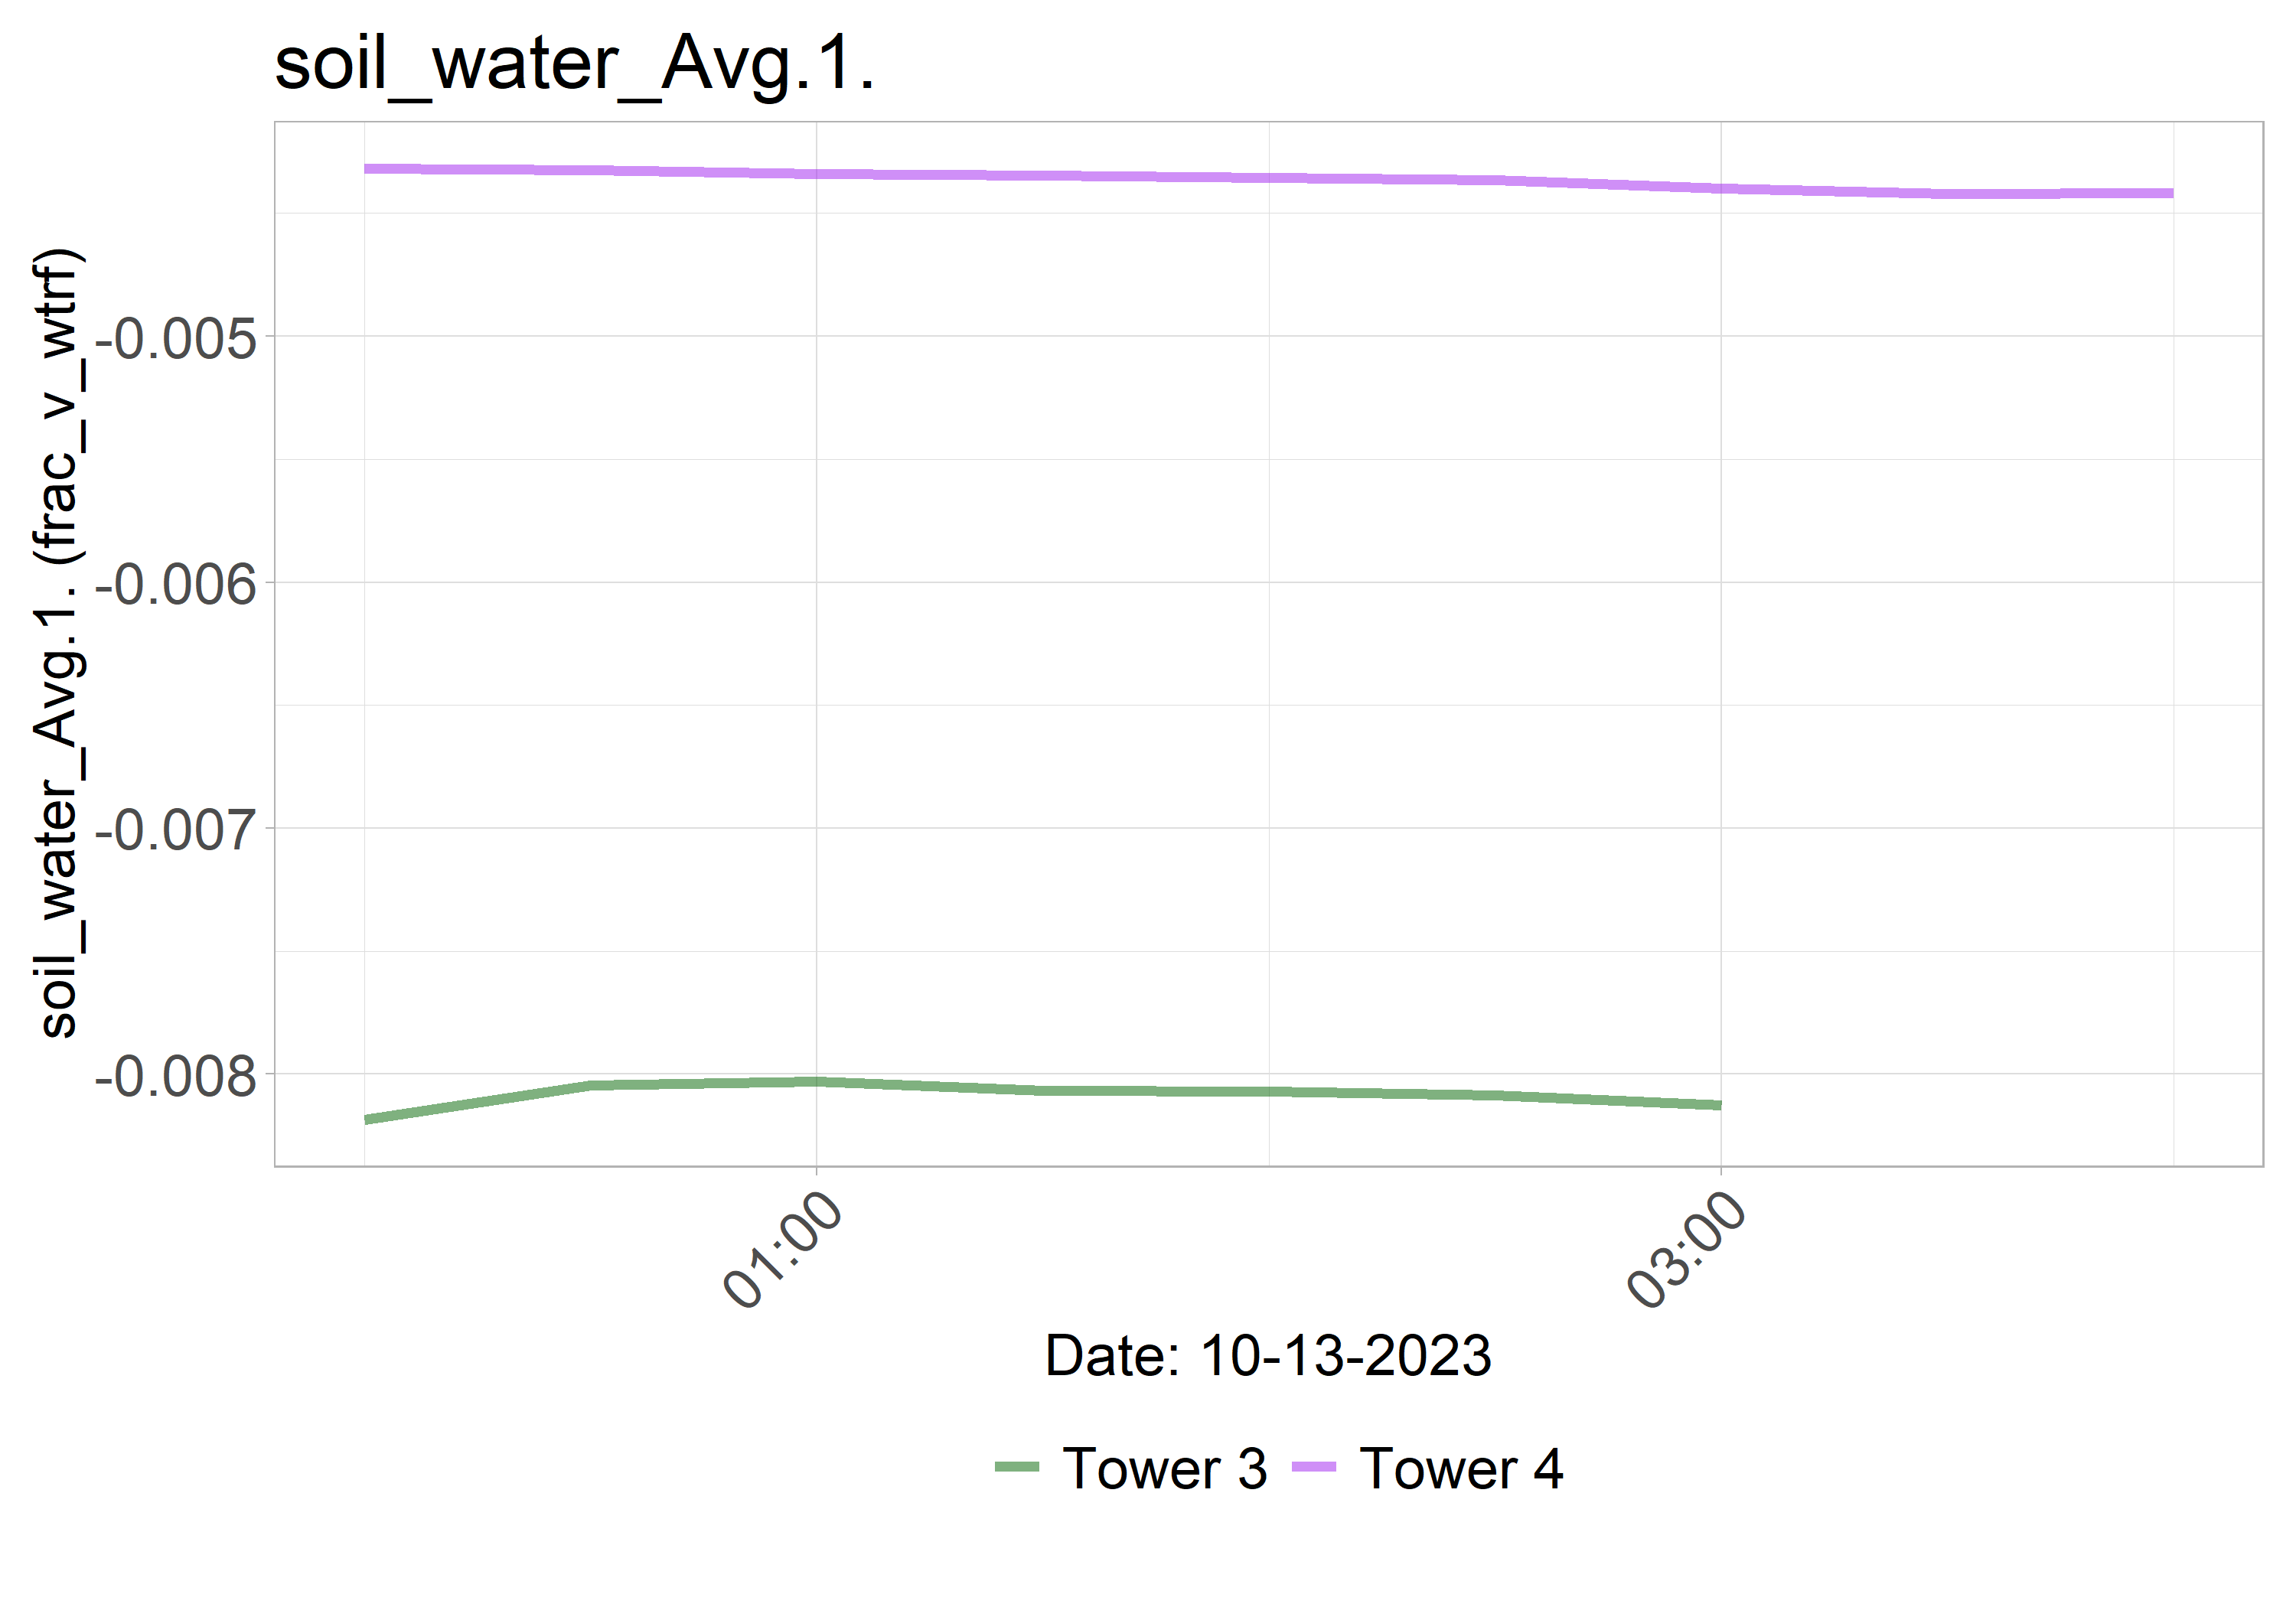 soil_water_Avg.1.
soil_water_Avg.1. (frac_v_wtrf)
-0.005
-0.006
-0.007
-0.008
01:00
03:00
Date: 10-13-2023
Tower 3
Tower 4